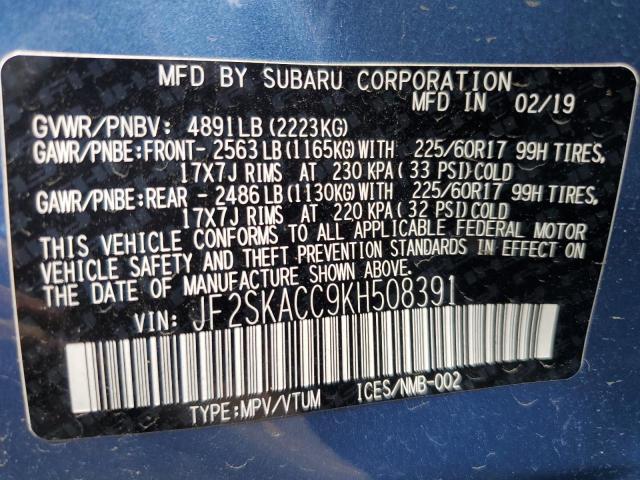 MFD BY SUBARU CORPORATION
MFD IN 02/19
GVWR/PNBV: 4891LB (2223KG)
GAWR/PNBE:FRONT- 2563LB (1165KG) WITH 225/60R17 99H TIRES,
17X7J RIMS AT 230 KPA (33 PSI)COLD
GAWR/PNBE:REAR - 2486LB (1130KG) WITH 225/60R17 99H TIRES,
17X7J RIMS AT 220 KPA (32 PSI)COLD
THIS VEHICLE CONFORMS TO ALL APPLICABLE FEDERAL MOTOR
VEHICLE SAFETY AND THEFT PREVENTION STANDARDS IN EFFECT ON
THE DATE OF MANUFACTURE SHOWN ABOVE.
VIN: JF2SKACC9KH508391
TYPE:MPV/VTUM ICES/NMB-002